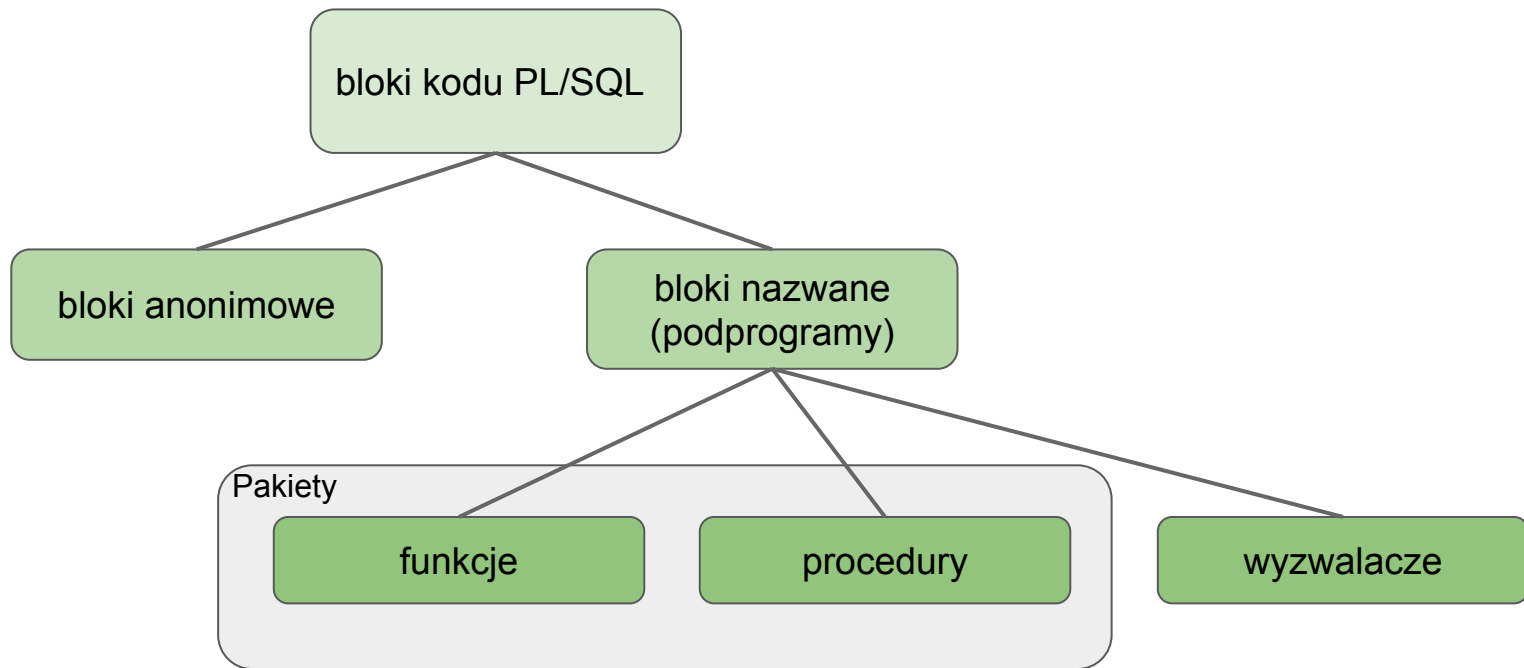 bloki kodu PL/SQL
bloki anonimowe
bloki nazwane
(podprogramy)
Pakiety
funkcje
procedury
wyzwalacze